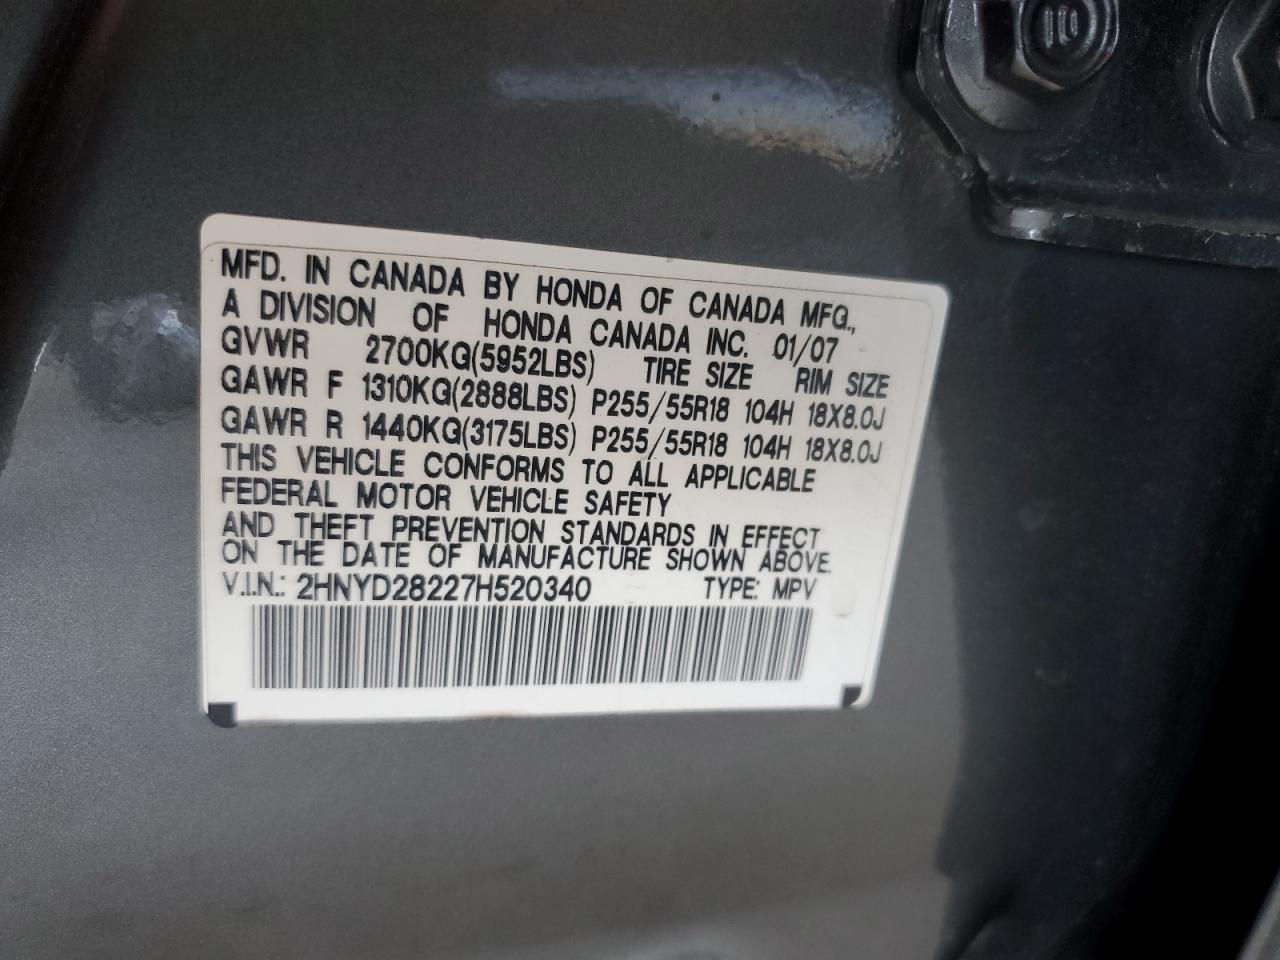 10
MFD. IN CANADA BY HONDA OF CANADA MFG.,
A DIVISION OF HONDA CANADA INC. 01/07
GVWR 2700KG(5952LBS) TIRE SIZE RIM SIZE
GAWR F 1310KG(2888LBS) P255/55R18 104H 18X8.0J
GAWR R 1440KG(3175LBS) P255/55R18 104H 18X8.0J
THIS VEHICLE CONFORMS TO ALL APPLICABLE
FEDERAL MOTOR VEHICLE SAFETY
AND THEFT PREVENTION STANDARDS IN EFFECT
ON THE DATE OF MANUFACTURE SHOWN ABOVE.
V.I.N.: 2HNYD28227H520340 TYPE: MPV